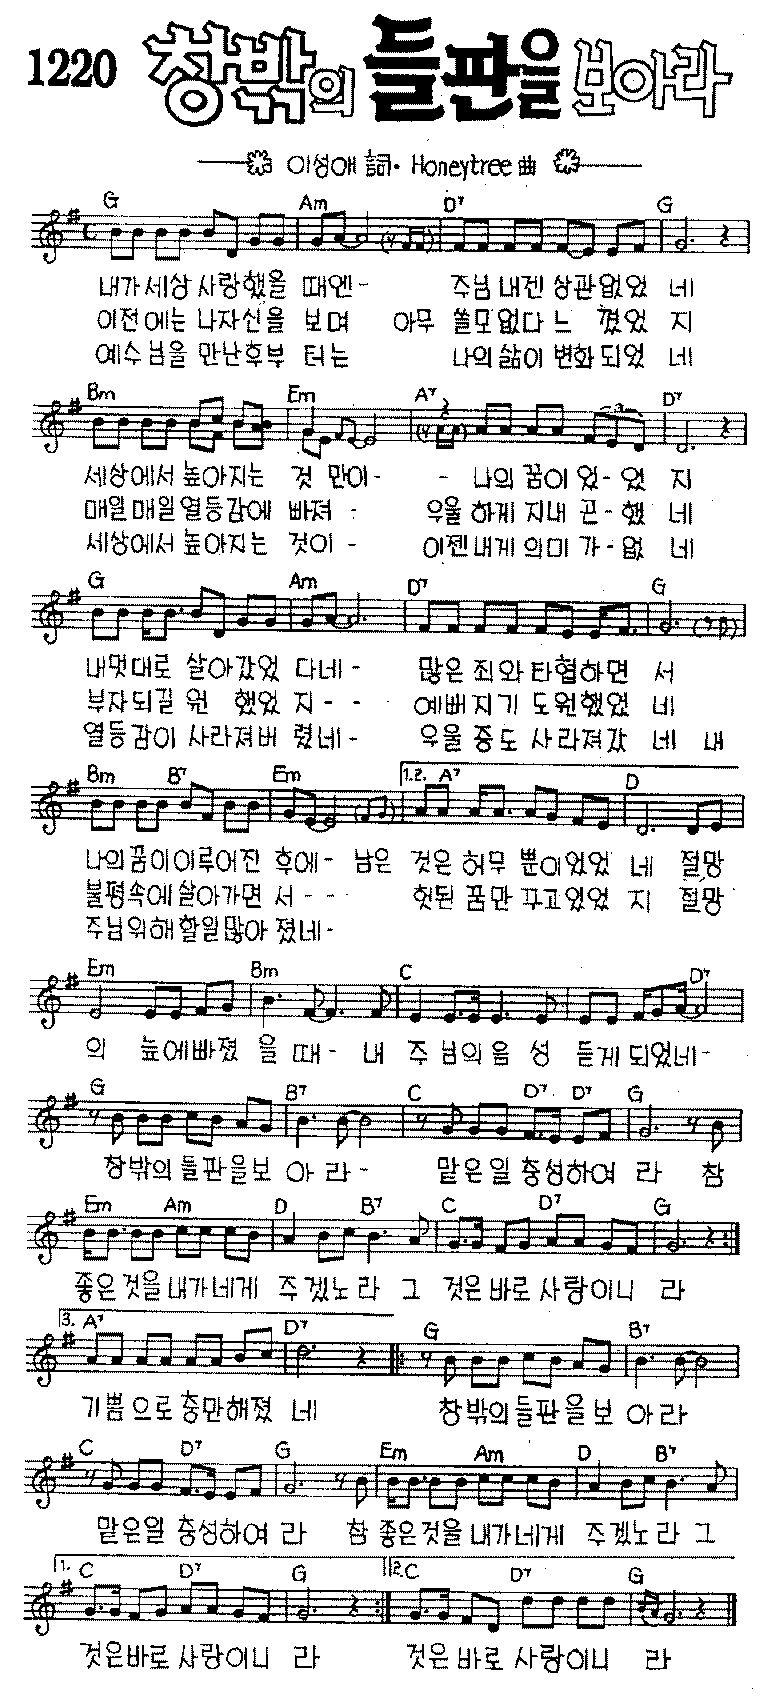 1220 창밖의 들판을 보아라
이성애 詞· Honeytree 曲
G Am D7 G
내가세상 사랑했을 때엔- 주님 내겐 상관없었 네
이전에는 나자신을 보며 아무 쓸모없다 느 꼈었 지
예수님을 만난후부 터는 나의삶이 변화되었 네
Bm Em A7 D7
세상에서 높아지는 것 만이- - 나의 꿈이 었-었 지
매일매일열등감에 빠져 - 우울 하게 지내 곤-했 네
세상에서 높아지는 것이 - 이젠내게 의미 가-없 네
G Am D7 G
내멋대로 살아갔었 다네- 많은 죄와 타협하면 서
부자되길 원 했었 지 - - 예뻐지기 도원했었 네
열등감이 사라져버 렸네- 우울증도 사라져갔 네 내
Bm B7 Em 1.2. A7 D
나의꿈이이루어진 후에- 남은 것은 허무 뿐이었었 네 절망
불평속에살아가면 서 - - 헛된 꿈만 꾸고있었 지 절망
주님위해할일많아 졌네-
Em Bm C D7
의 늪에빠졌 을때- 내 주 님의음 성 듣게되었네-
G B7 C D7 D7 G
창밖의들판을보 아 라- 맡은일 충성하여 라 참
Em Am D B7 C D7 G
좋은것을내가네게 주겠노라 그 것은 바로 사랑이니 라
3. A7 D7 G B7
기쁨으로충만해졌 네 창밖의들판을보 아라
C D7 G Em Am D B7
맡은일 충성하여 라 참 좋은것을내가네게 주겠노라그
1. C D7 G 2. C D7 G
것은바로 사랑이니 라 것은 바로 사랑이니 라